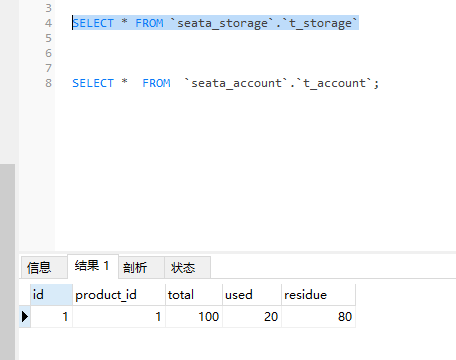 3
4 SELECT * FROM `seata_storage`.`t_storage`
5
6
7
8 SELECT *  FROM  `seata_account`.`t_account`;
信息 结果 1 剖析 状态
id product_id total used residue
1 1 100 20 80